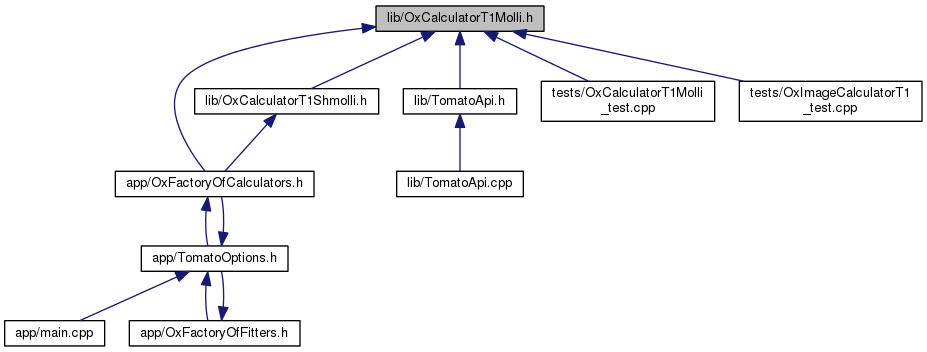 lib/OxCalculatorT1Molli.h
lib/OxCalculatorT1Shmolli.h
lib/TomatoApi.h
tests/OxCalculatorT1Molli
_test.cpp
tests/OxImageCalculatorT1
_test.cpp
app/OxFactoryOfCalculators.h
lib/TomatoApi.cpp
app/TomatoOptions.h
app/main.cpp
app/OxFactoryOfFitters.h